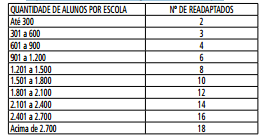 QUANTIDADE DE ALUNOS POR ESCOLA Nº DE READAPTADOS
Até 300 2
301 a 600 3
601 a 900 4
901 a 1.200 6
1.201 a 1.500 8
1.501 a 1.800 10
1.801 a 2.100 12
2.101 a 2.400 14
2.401 a 2.700 16
Acima de 2.700 18